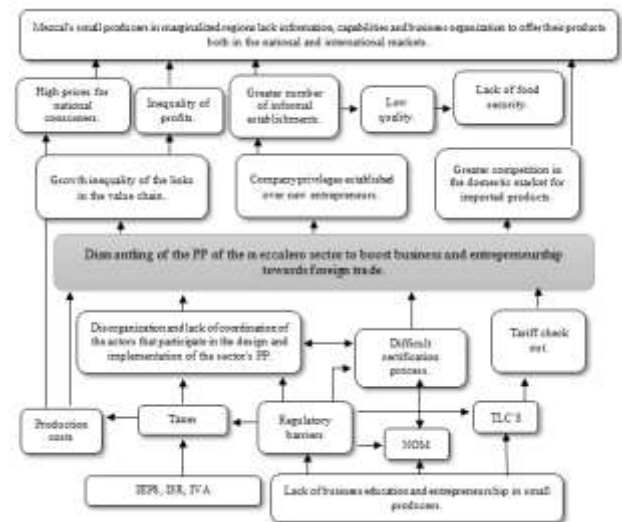 Mezcal's small producers in marginalized regions lack information, capabilities and business organization to offer their products
both in the national and international markets.
High prices for
national
consumers.
Inequality of
profits.
Greater number
of informal
establishments.
Low
quality.
Lack of food
security.
Growth inequality of the links
in the value chain.
Company privileges established
over new entrepreneurs.
Greater competition in
the domestic market for
imported products.
Dismantling of the PP of the mezcalero sector to boost business and entrepreneurship
towards foreign trade.
Disorganization and lack of coordination of
the actors that participate in the design and
implementation of the sector's PP.
Difficult
certification
process.
Tariff check
out.
Production
costs
Taxes
Regulatory
barriers
NOM
TLC'S
IEPS, ISR, IVA
Lack of business education and entrepreneurship in small
producers.